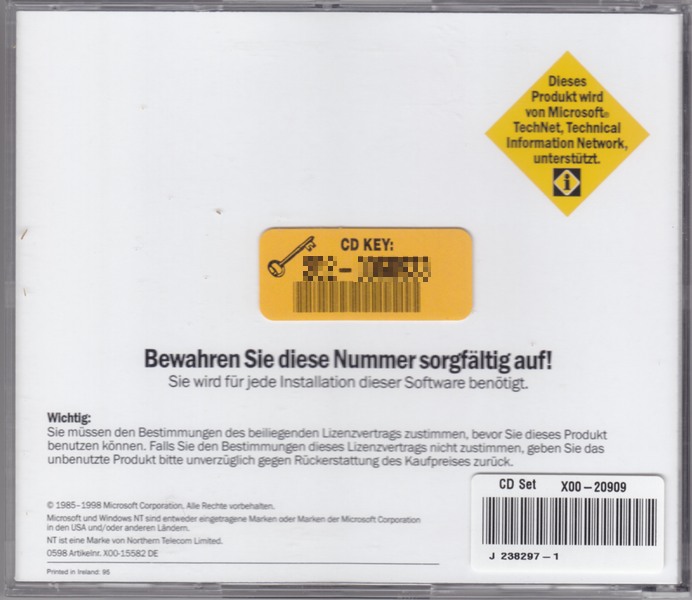 Dieses
Produkt wird
von Microsoft®
TechNet, Technical
Information Network,
unterstützt.
i
CD KEY:
Bewahren Sie diese Nummer sorgfältig auf!
Sie wird für jede Installation dieser Software benötigt.
Wichtig:
Sie müssen den Bestimmungen des beiliegenden Lizenzvertrags zustimmen, bevor Sie dieses Produkt
benutzen können. Falls Sie den Bestimmungen dieses Lizenzvertrags nicht zustimmen, geben Sie das
unbenutzte Produkt bitte unverzüglich gegen Rückerstattung des Kaufpreises zurück.
© 1985–1998 Microsoft Corporation, Alle Rechte vorbehalten.
Microsoft und Windows NT sind entweder eingetragene Marken oder Marken der Microsoft Corporation
in den USA und/oder anderen Ländern.
NT ist eine Marke von Northern Telecom Limited.
0598 Artikelnr. X00-15582 DE
Printed in Ireland: 95
CD Set X00–20909
J 238297–1